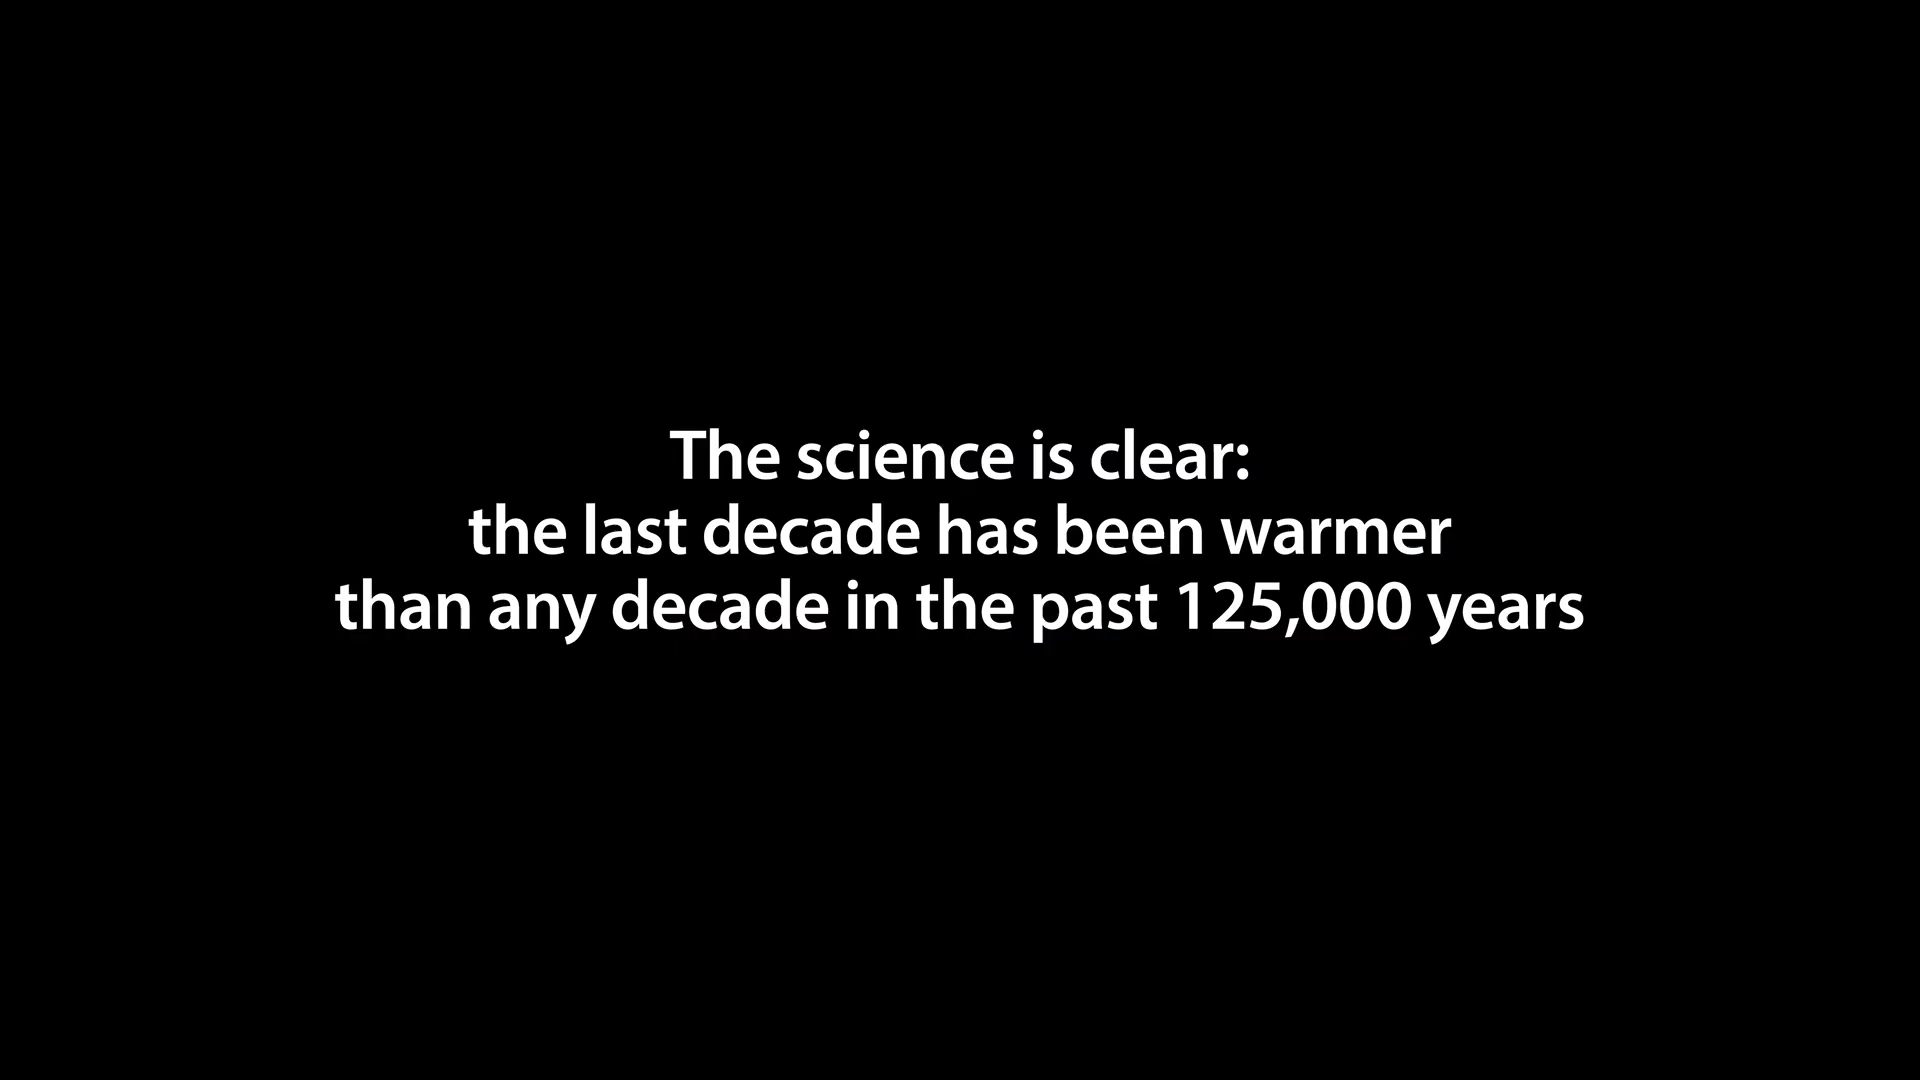 The science is clear:
the last decade has been warmer
than any decade in the past 125,000 years